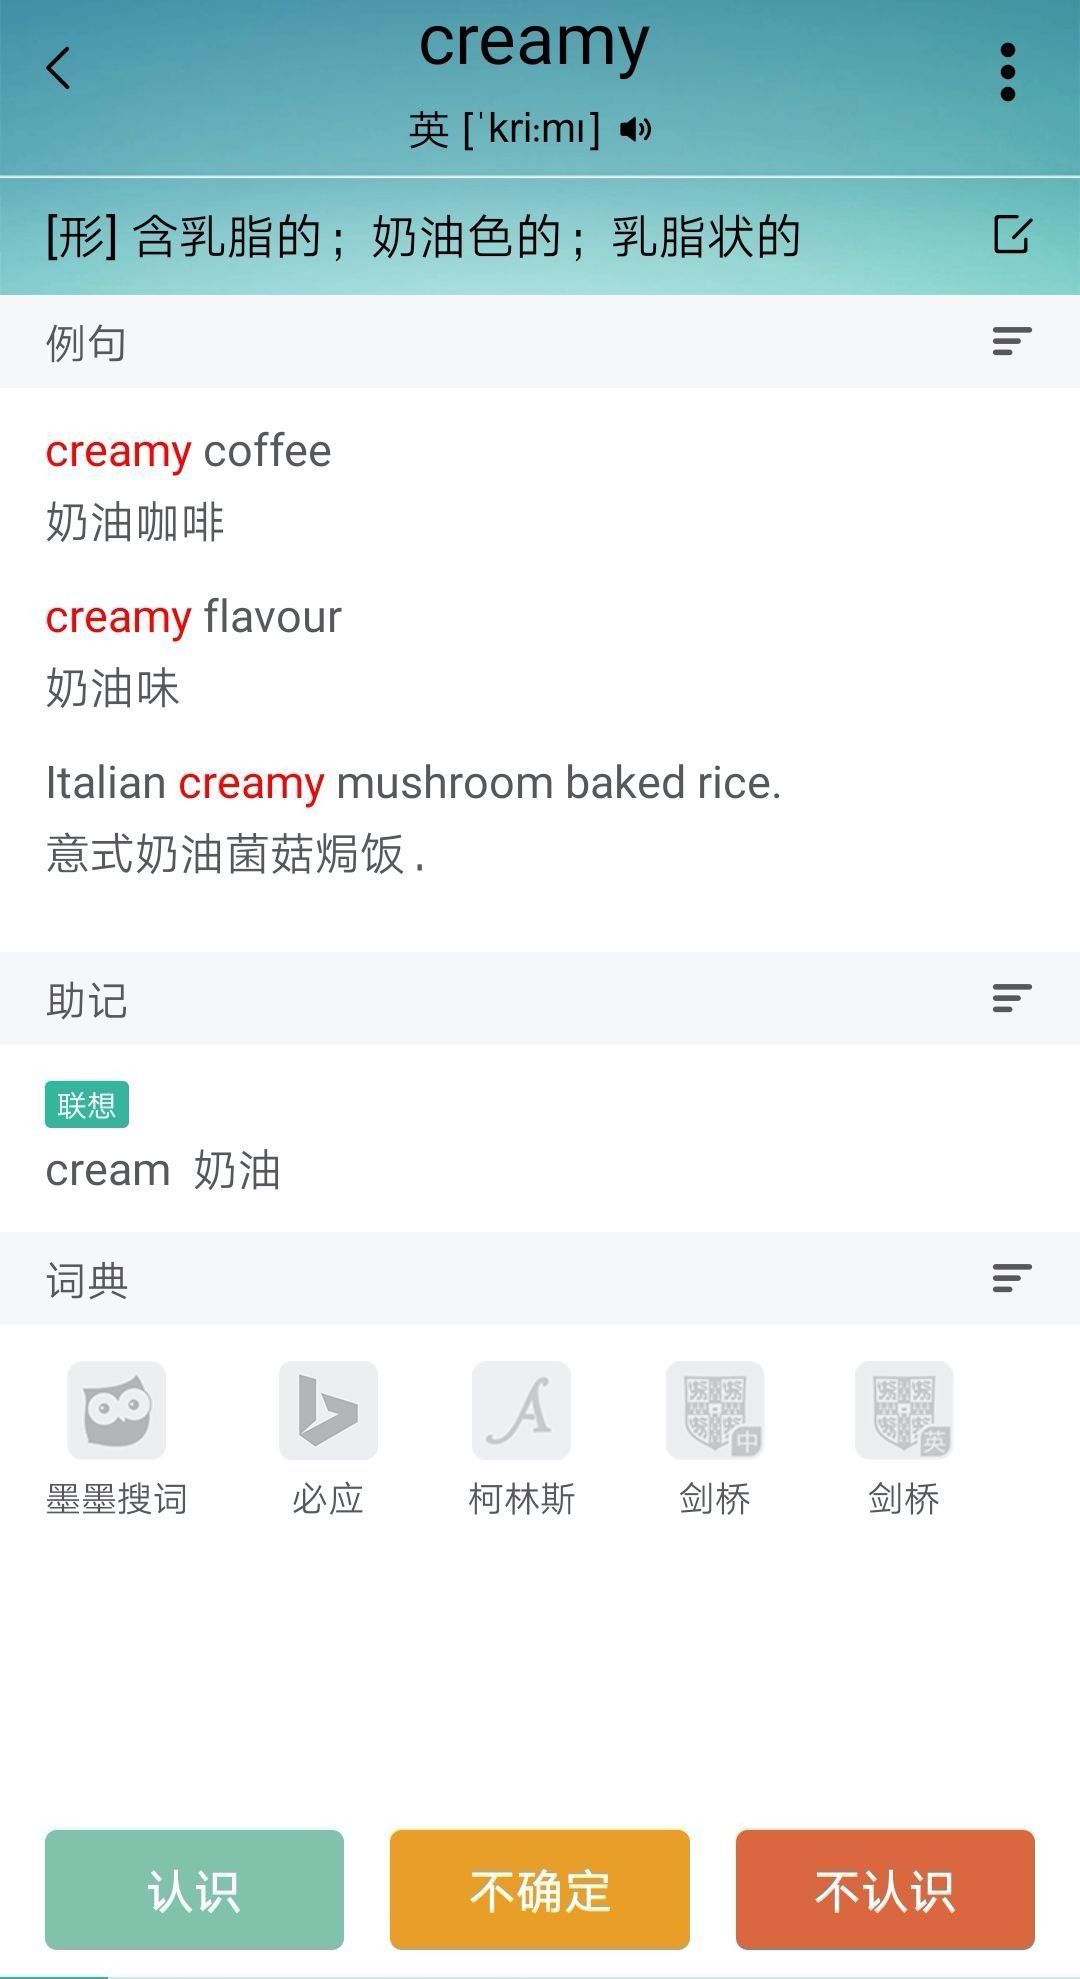 creamy
英 [ˈkriːmɪ]
[形] 含乳脂的；奶油色的；乳脂状的
例句
creamy coffee
奶油咖啡
creamy flavour
奶油味
Italian creamy mushroom baked rice.
意式奶油菌菇焗饭 .
助记
联想
cream 奶油
词典
中 英
墨墨搜词 必应 柯林斯 剑桥 剑桥
认识 不确定 不认识